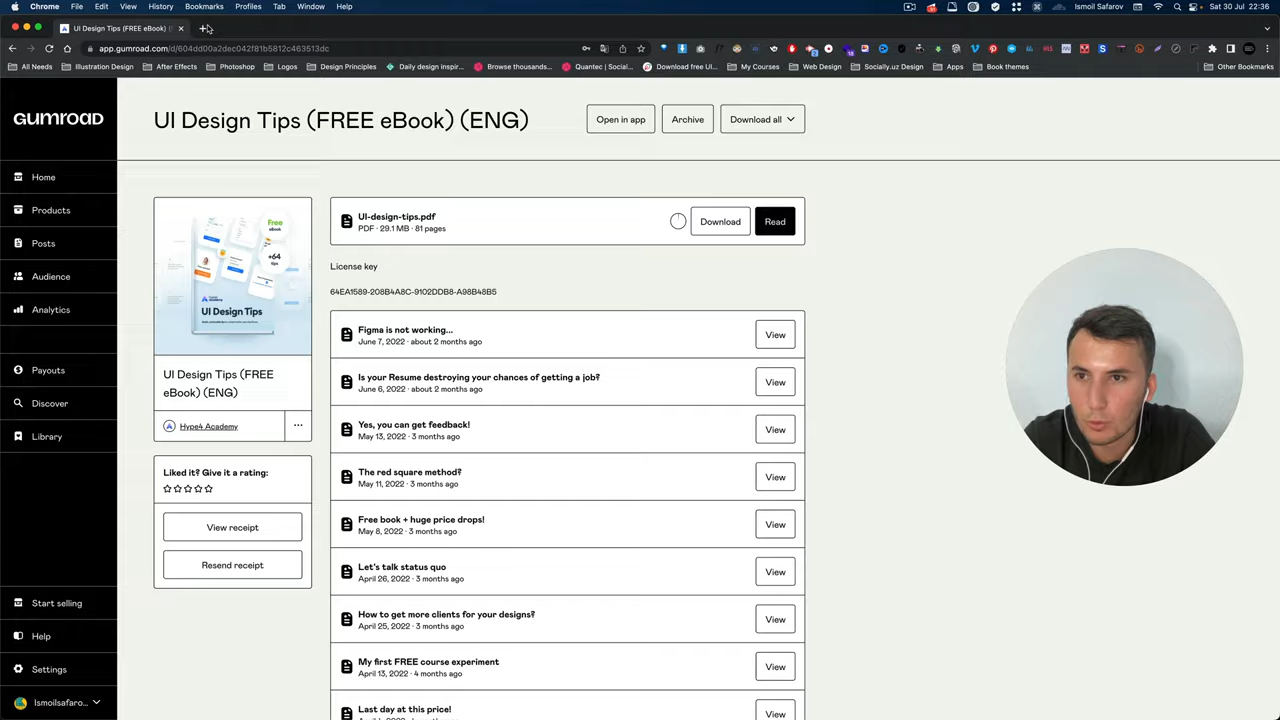 Chrome File Edit View History Bookmarks Profiles Tab Window Help
Ismoil Safarov Sat 30 Jul 22:36
UI Design Tips (FREE eBook) (
app.gumroad.com/d/604dd00a2dec042f81b5812c463513dc
All Needs Illustration Design After Effects Photoshop Logos Design Principles Daily design inspir... Browse thousands... Quantec | Social... Download free UI... My Courses Web Design Socially.uz Design Apps Book themes Other Bookmarks
GUMROAD
Home
Products
Posts
Audience
Analytics
Payouts
Discover
Library
Start selling
Help
Settings
Ismoilsafaro...
UI Design Tips (FREE eBook) (ENG)
Open in app
Archive
Download all
Free
ebook
+64
tips
UI Design Tips
UI Design Tips (FREE
eBook) (ENG)
Hype4 Academy
Liked it? Give it a rating:
View receipt
Resend receipt
UI-design-tips.pdf
PDF · 29.1 MB · 81 pages
Download
Read
License key
64EA1589-208B4A8C-9102DDB8-A98B48B5
Figma is not working...
June 7, 2022 · about 2 months ago
View
Is your Resume destroying your chances of getting a job?
June 6, 2022 · about 2 months ago
View
Yes, you can get feedback!
May 13, 2022 · 3 months ago
View
The red square method?
May 11, 2022 · 3 months ago
View
Free book + huge price drops!
May 8, 2022 · 3 months ago
View
Let's talk status quo
April 26, 2022 · 3 months ago
View
How to get more clients for your designs?
April 25, 2022 · 3 months ago
View
My first FREE course experiment
April 13, 2022 · 4 months ago
View
Last day at this price!
View